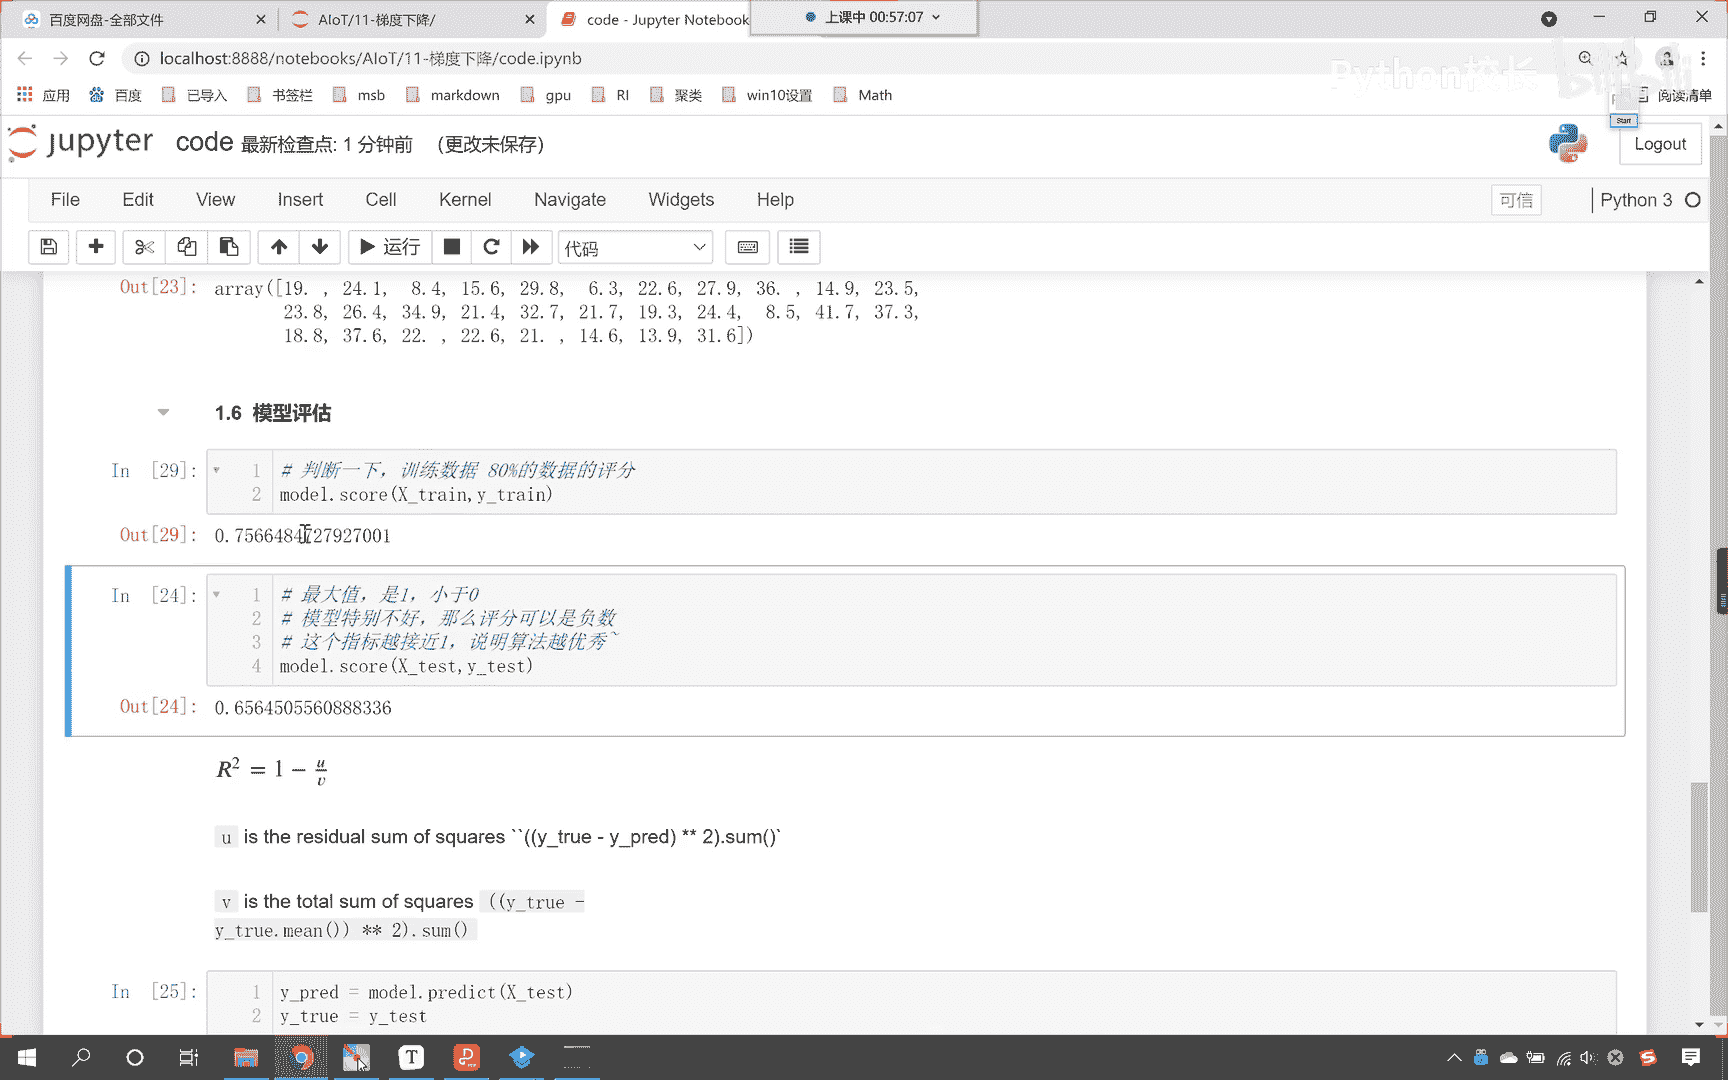 百度网盘-全部文件
AIoT/11-梯度下降/
code - Jupyter Notebook
上课中 00:57:07
localhost:8888/notebooks/AIoT/11-梯度下降/code.ipynb
Python校长
bilibili
应用
百度
已导入
书签栏
msb
markdown
gpu
RI
聚类
win10设置
Math
阅读清单
Start
jupyter code 最新检查点: 1 分钟前 (更改未保存)
Logout
File Edit View Insert Cell Kernel Navigate Widgets Help
可信
Python 3
运行
代码
Out[23]: array([19. , 24.1, 8.4, 15.6, 29.8, 6.3, 22.6, 27.9, 36. , 14.9, 23.5,
23.8, 26.4, 34.9, 21.4, 32.7, 21.7, 19.3, 24.4, 8.5, 41.7, 37.3,
18.8, 37.6, 22. , 22.6, 21. , 14.6, 13.9, 31.6])
1.6 模型评估
In [29]: 1 # 判断一下，训练数据 80%的数据的评分
2 model.score(X_train,y_train)
Out[29]: 0.7566484727927001
In [24]: 1 # 最大值，是1，小于0
2 # 模型特别不好，那么评分可以是负数
3 # 这个指标越接近1，说明算法越优秀~
4 model.score(X_test,y_test)
Out[24]: 0.6564505560888336
R² = 1 − u/v
u is the residual sum of squares ``((y_true - y_pred) ** 2).sum()`
v is the total sum of squares ((y_true -
y_true.mean()) ** 2).sum()
In [25]: 1 y_pred = model.predict(X_test)
2 y_true = y_test